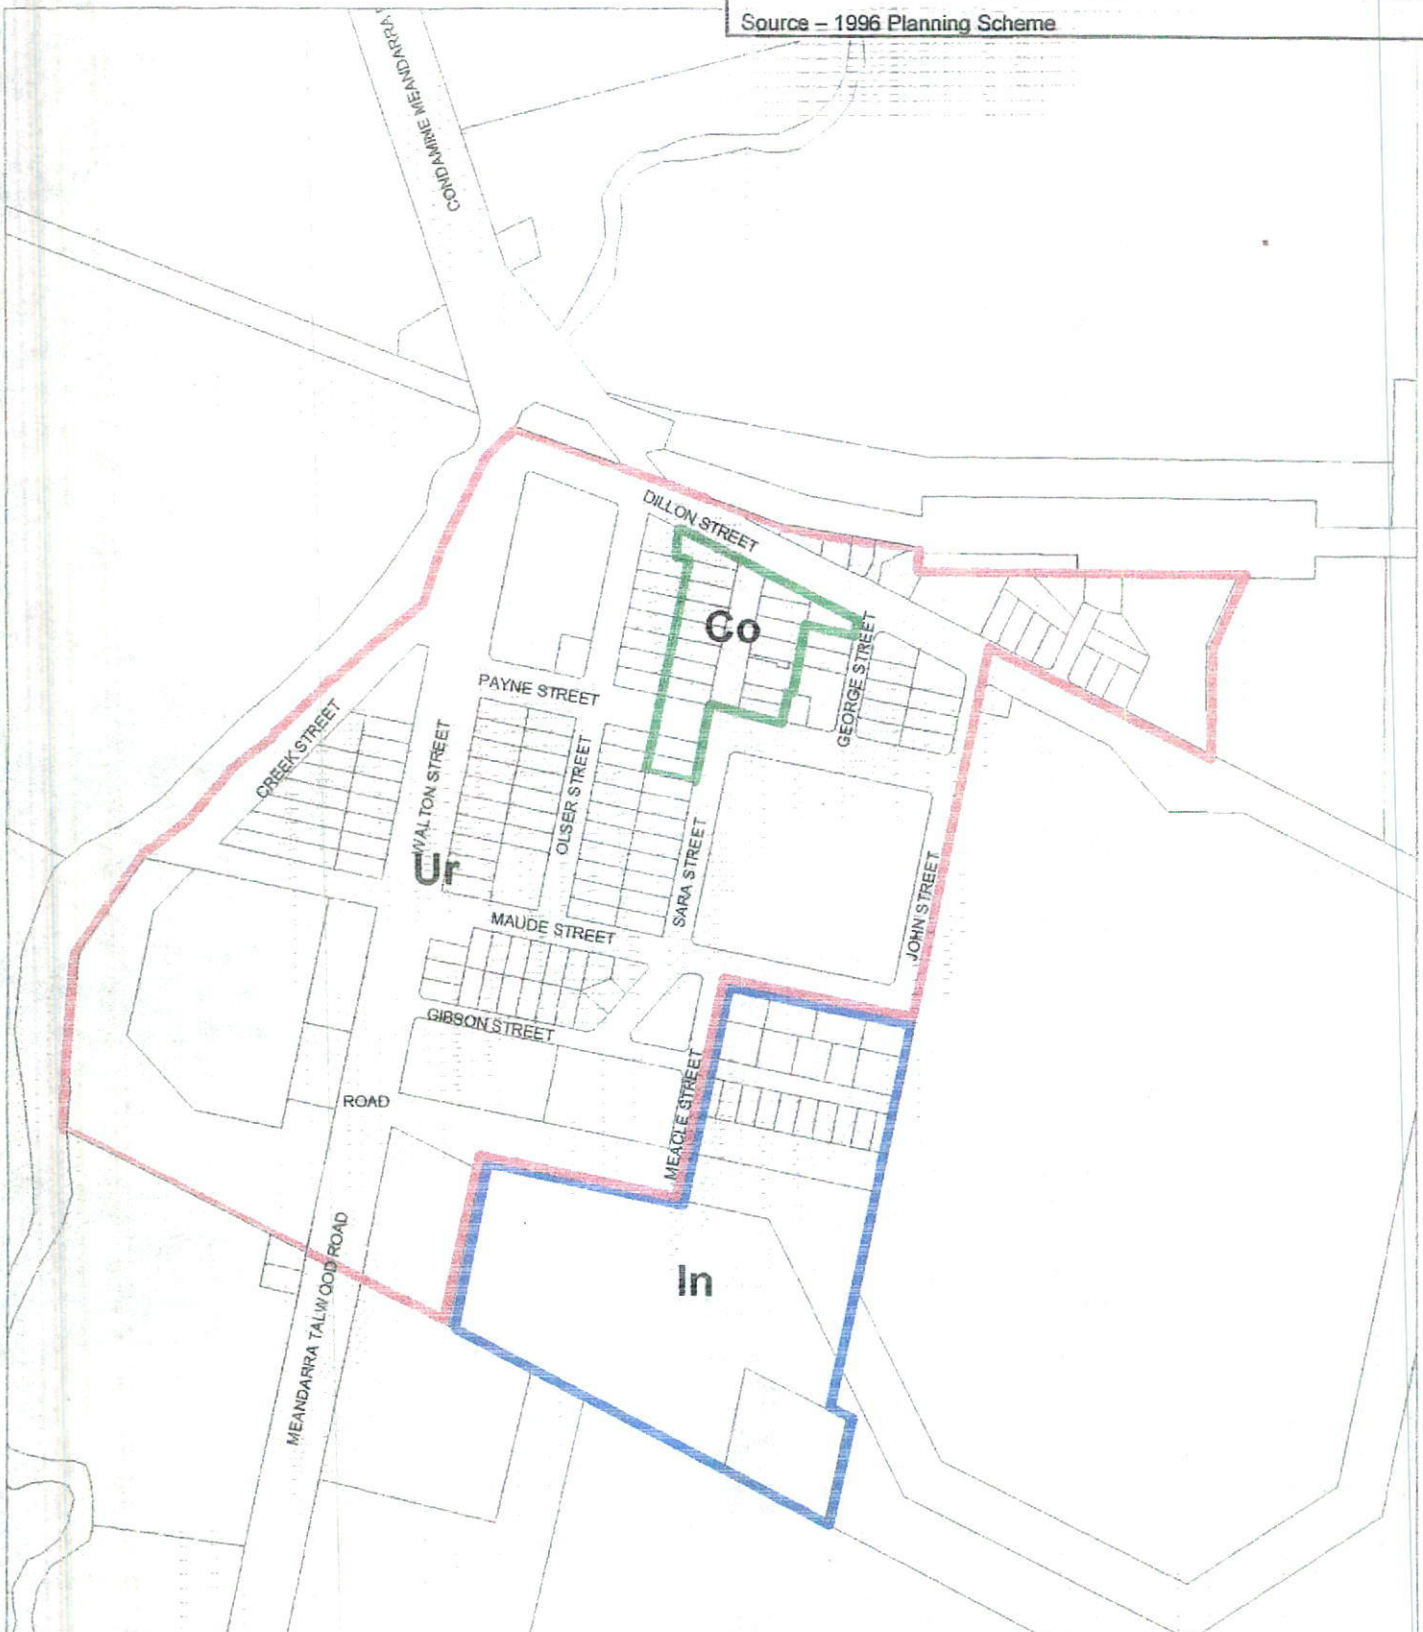 Source – 1996 Planning Scheme
CONDAMINE MEANDARRA
DILLON STREET
Co
GEORGE STREET
PAYNE STREET
CREEK STREET
WALTON STREET
OLSER STREET
Ur
SARA STREET
JOHN STREET
MAUDE STREET
GIBSON STREET
MEACLE STREET
ROAD
MEANDARRA TALWOOD ROAD
In